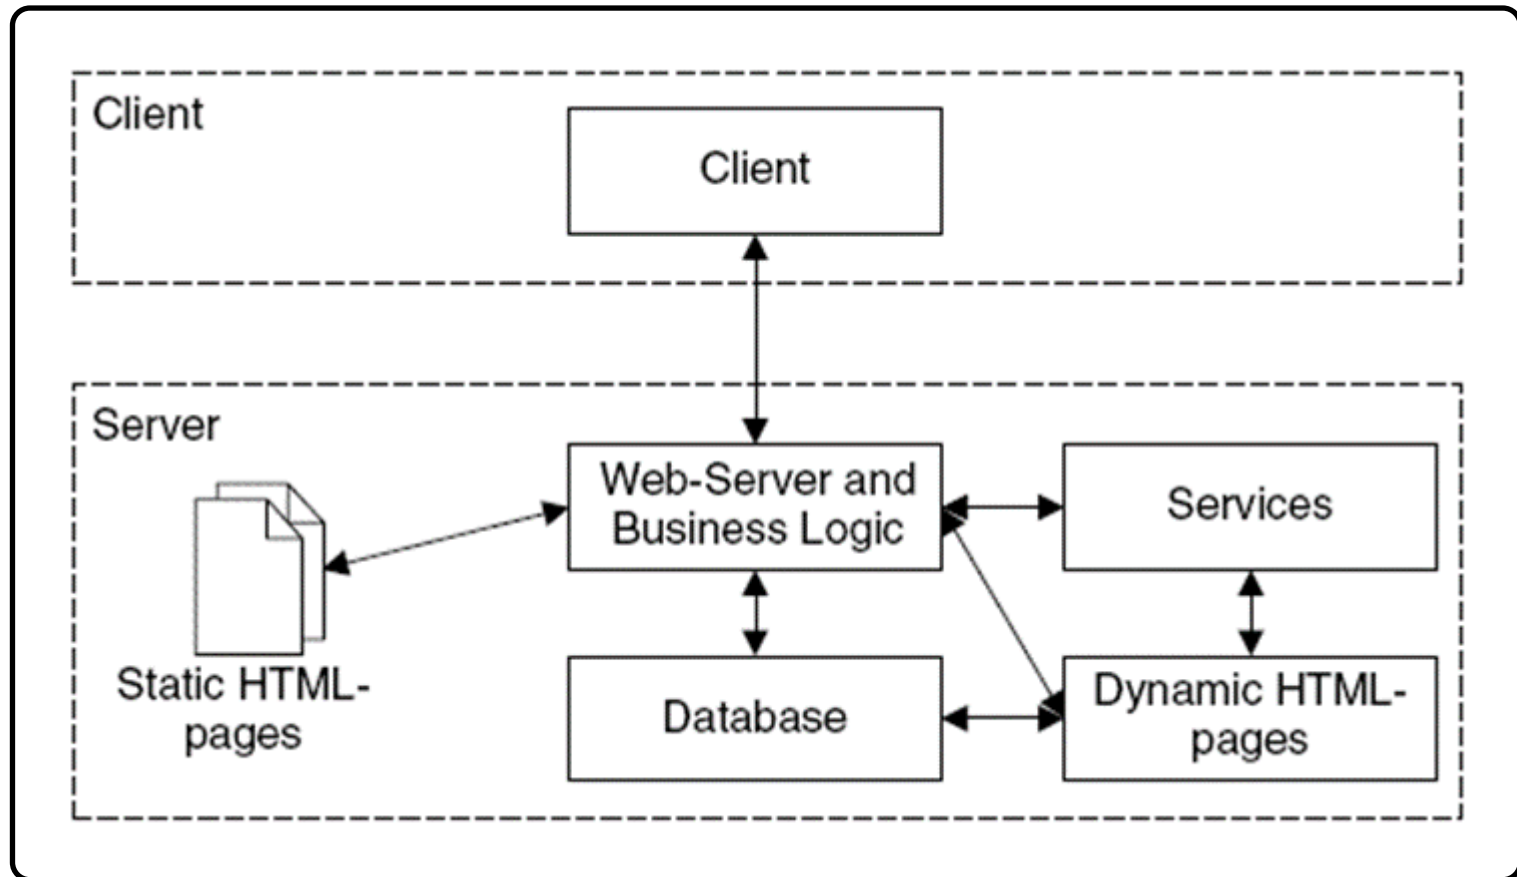 Client
Client
Server
Web-Server and
Business Logic
Services
Static HTML-
pages
Database
Dynamic HTML-
pages